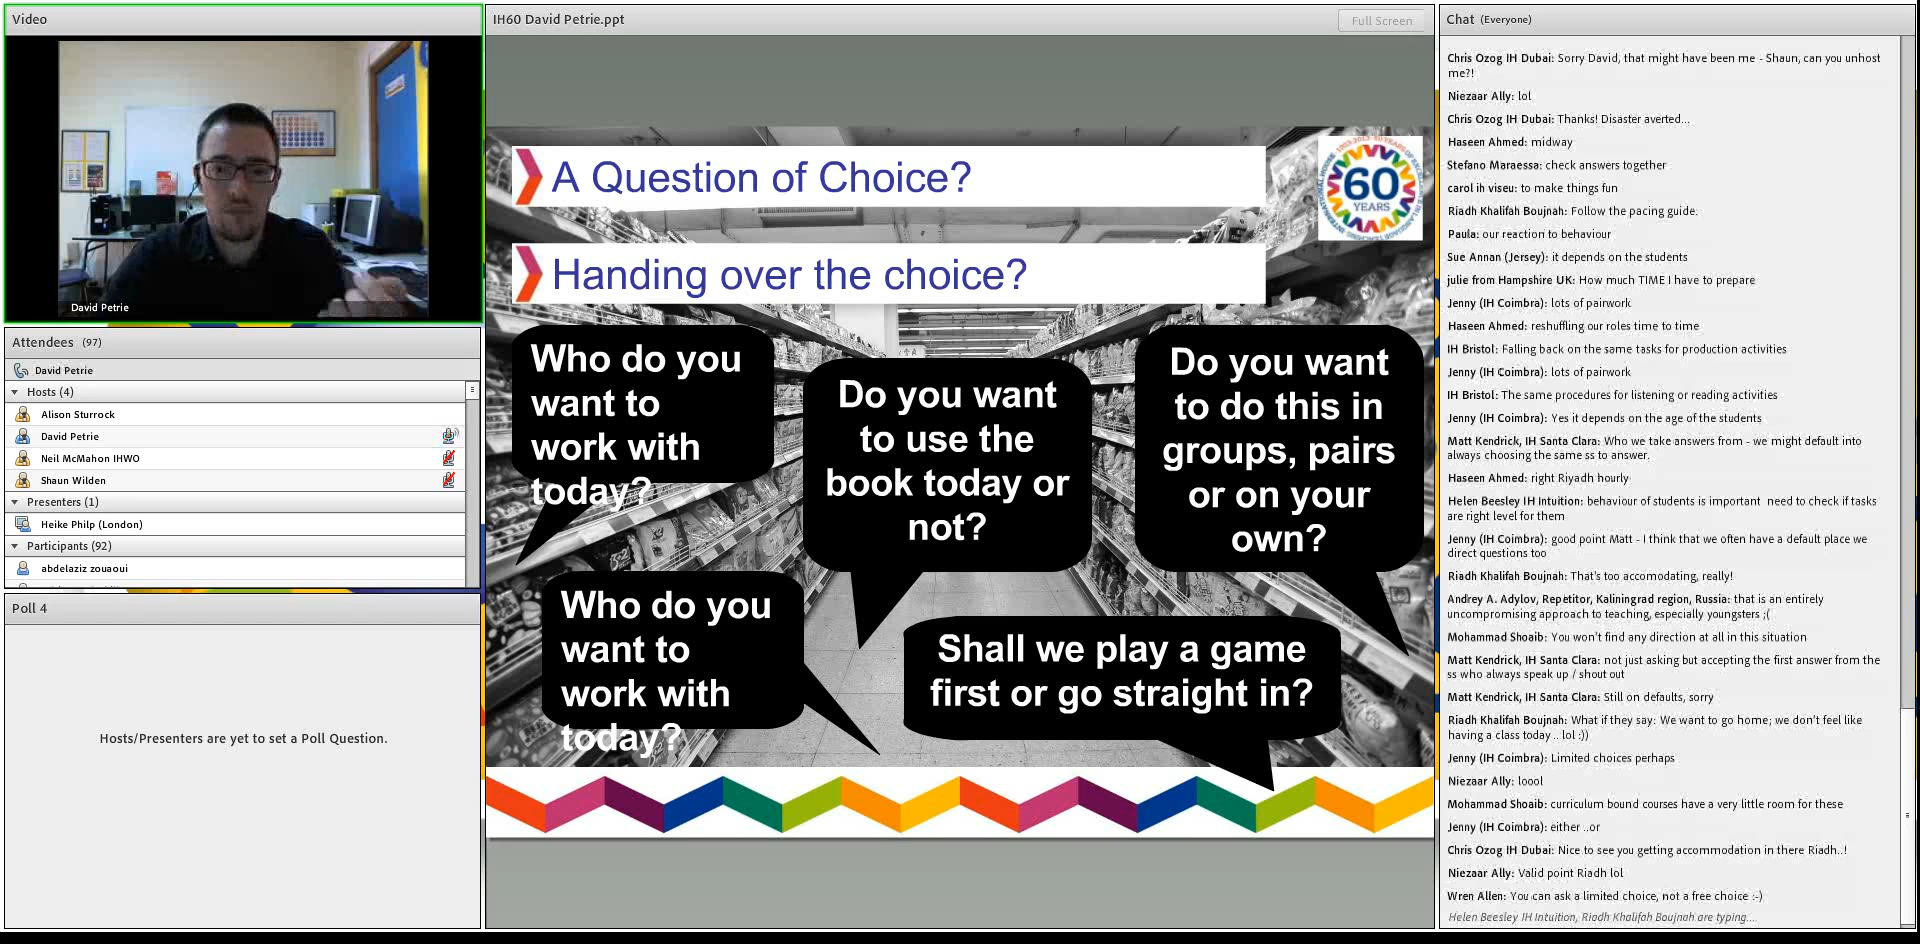 Video
David Petrie
Attendees (97)
David Petrie
Hosts (4)
Alison Sturrock
David Petrie
Neil McMahon IHWO
Shaun Wilden
Presenters (1)
Heike Philp (London)
Participants (92)
abdelaziz zouaoui
Poll 4
Hosts/Presenters are yet to set a Poll Question.
IH60 David Petrie.ppt
Full Screen
A Question of Choice?
60
YEARS
Handing over the choice?
Who do you
want to
work with
today?
Do you want
to use the
book today or
not?
Do you want
to do this in
groups, pairs
or on your
own?
Who do you
want to
work with
today?
Shall we play a game
first or go straight in?
Chat (Everyone)
Chris Ozog IH Dubai: Sorry David, that might have been me - Shaun, can you unhost
me?!
Niezaar Ally: lol
Chris Ozog IH Dubai: Thanks! Disaster averted...
Haseen Ahmed: midway
Stefano Maraessa: check answers together
carol ih viseu: to make things fun
Riadh Khalifah Boujnah: Follow the pacing guide.
Paula: our reaction to behaviour
Sue Annan (Jersey): it depends on the students
julie from Hampshire UK: How much TIME I have to prepare
Jenny (IH Coimbra): lots of pairwork
Haseen Ahmed: reshuffling our roles time to time
IH Bristol: Falling back on the same tasks for production activities
Jenny (IH Coimbra): lots of pairwork
IH Bristol: The same procedures for listening or reading activities
Jenny (IH Coimbra): Yes it depends on the age of the students
Matt Kendrick, IH Santa Clara: Who we take answers from - we might default into
always choosing the same ss to answer.
Haseen Ahmed: right Riyadh hourly
Helen Beesley IH Intuition: behaviour of students is important  need to check if tasks
are right level for them
Jenny (IH Coimbra): good point Matt - I think that we often have a default place we
direct questions too
Riadh Khalifah Boujnah: That's too accomodating, really!
Andrey A. Adylov, Repetitor, Kaliningrad region, Russia: that is an entirely
uncompromising approach to teaching, especially youngsters ;(
Mohammad Shoaib: You won't find any direction at all in this situation
Matt Kendrick, IH Santa Clara: not just asking but accepting the first answer from the
ss who always speak up / shout out
Matt Kendrick, IH Santa Clara: Still on defaults, sorry
Riadh Khalifah Boujnah: What if they say: We want to go home; we don't feel like
having a class today .. lol :))
Jenny (IH Coimbra): Limited choices perhaps
Niezaar Ally: loool
Mohammad Shoaib: curriculum bound courses have a very little room for these
Jenny (IH Coimbra): either ..or
Chris Ozog IH Dubai: Nice to see you getting accommodation in there Riadh..!
Niezaar Ally: Valid point Riadh lol
Wren Allen: You can ask a limited choice, not a free choice :-)
Helen Beesley IH Intuition, Riadh Khalifah Boujnah are typing...